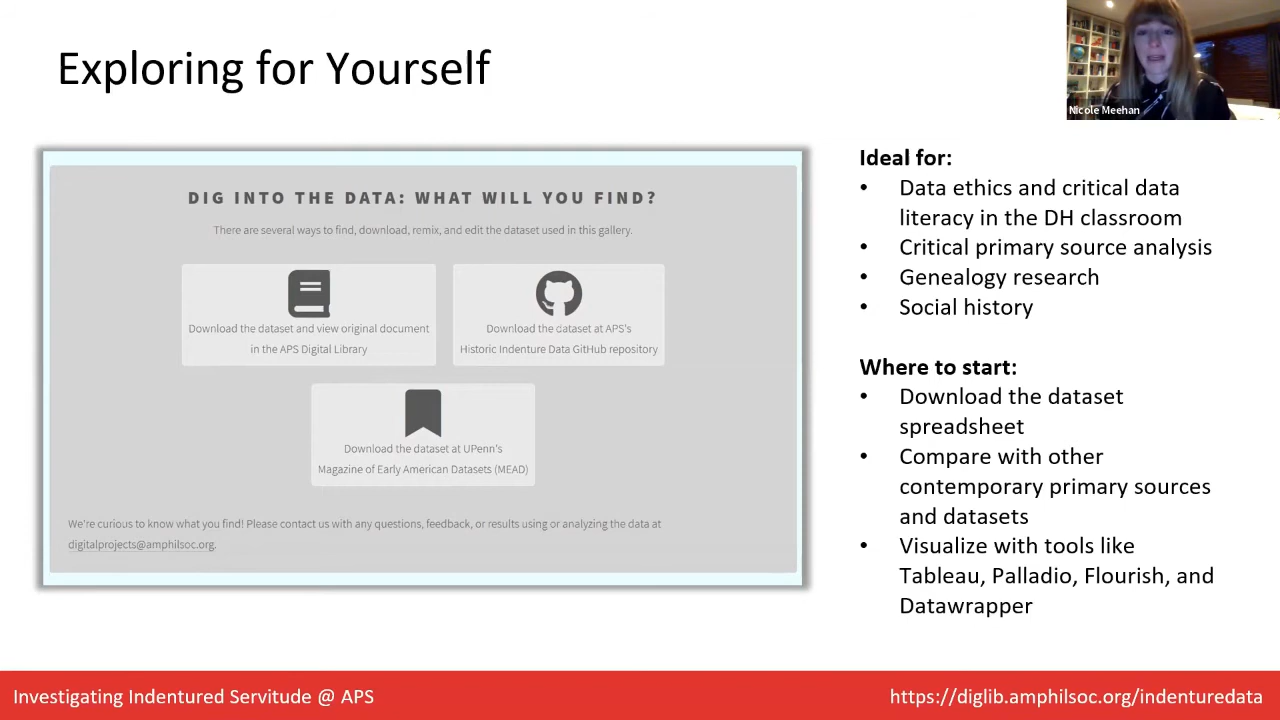 Exploring for Yourself
Nicole Meehan
DIG INTO THE DATA: WHAT WILL YOU FIND?
There are several ways to find, download, remix, and edit the dataset used in this gallery.
Download the dataset and view original document
in the APS Digital Library
Download the dataset at APS's
Historic Indenture Data GitHub repository
Download the dataset at UPenn's
Magazine of Early American Datasets (MEAD)
We're curious to know what you find! Please contact us with any questions, feedback, or results using or analyzing the data at
digitalprojects@amphilsoc.org.
Ideal for:
• Data ethics and critical data
literacy in the DH classroom
• Critical primary source analysis
• Genealogy research
• Social history
Where to start:
• Download the dataset
spreadsheet
• Compare with other
contemporary primary sources
and datasets
• Visualize with tools like
Tableau, Palladio, Flourish, and
Datawrapper
Investigating Indentured Servitude @ APS
https://diglib.amphilsoc.org/indenturedata